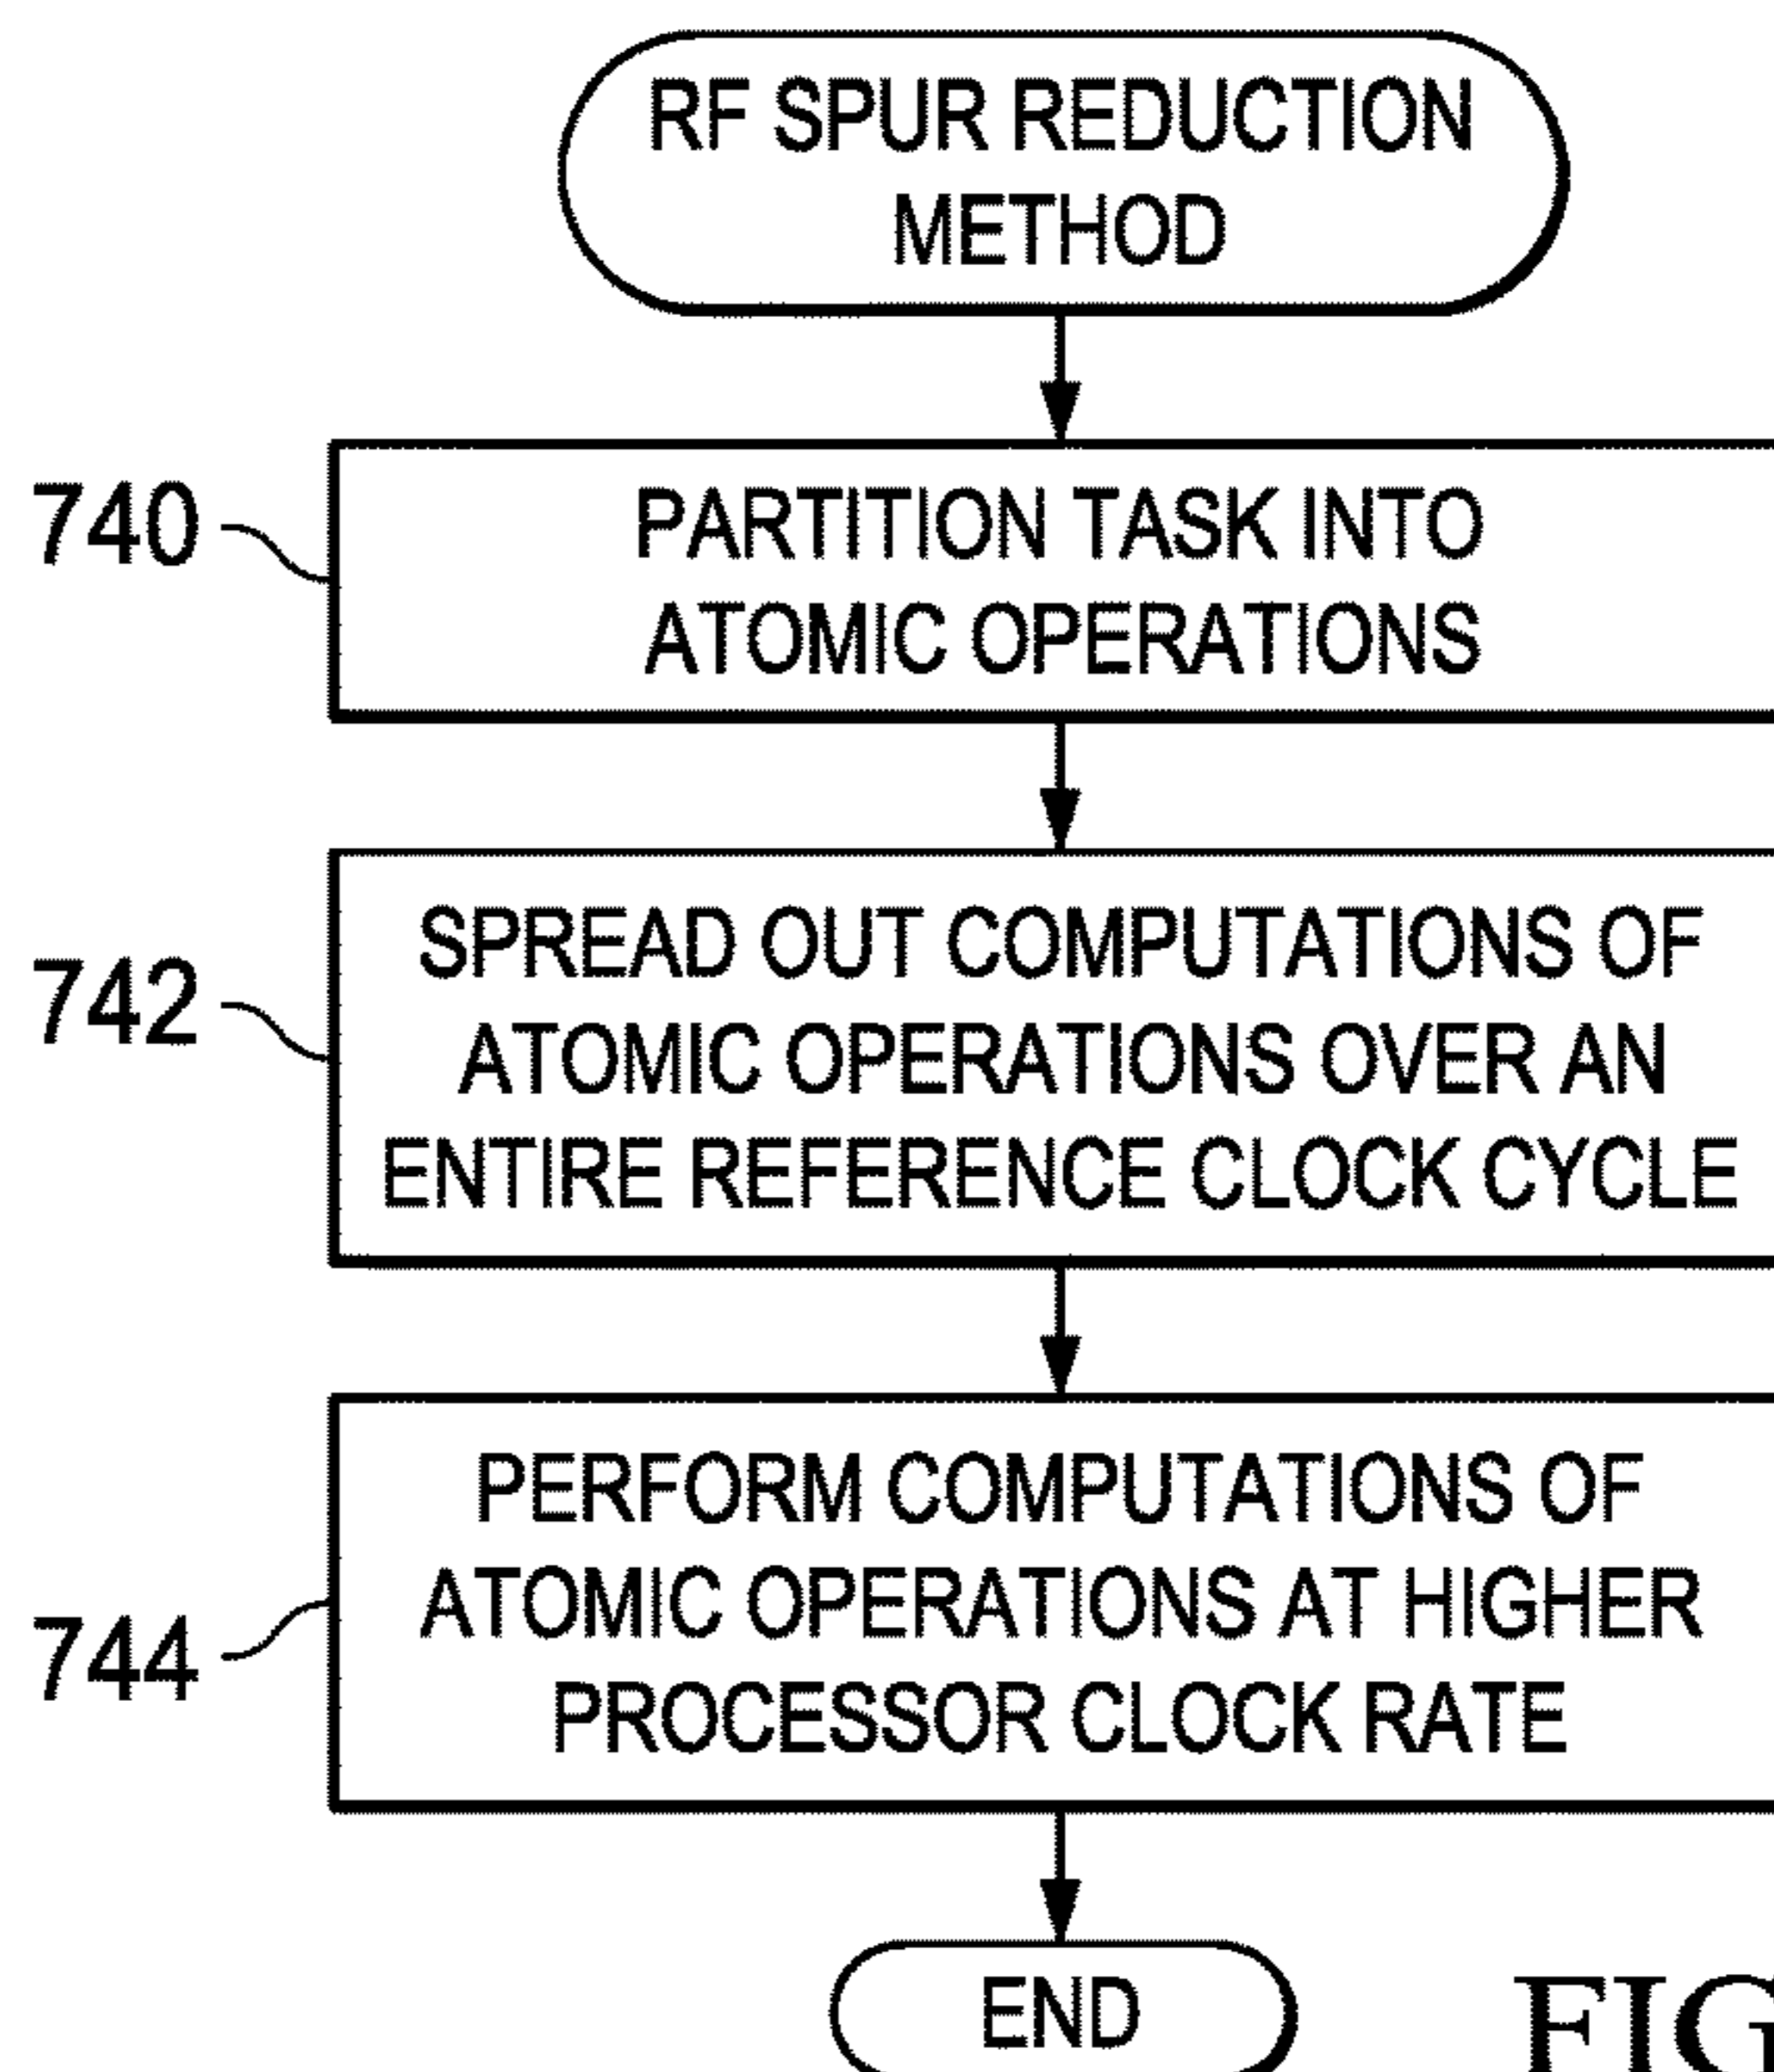 RF SPUR REDUCTION
METHOD
740
PARTITION TASK INTO
ATOMIC OPERATIONS
742
SPREAD OUT COMPUTATIONS OF
ATOMIC OPERATIONS OVER AN
ENTIRE REFERENCE CLOCK CYCLE
744
PERFORM COMPUTATIONS OF
ATOMIC OPERATIONS AT HIGHER
PROCESSOR CLOCK RATE
END
FIG